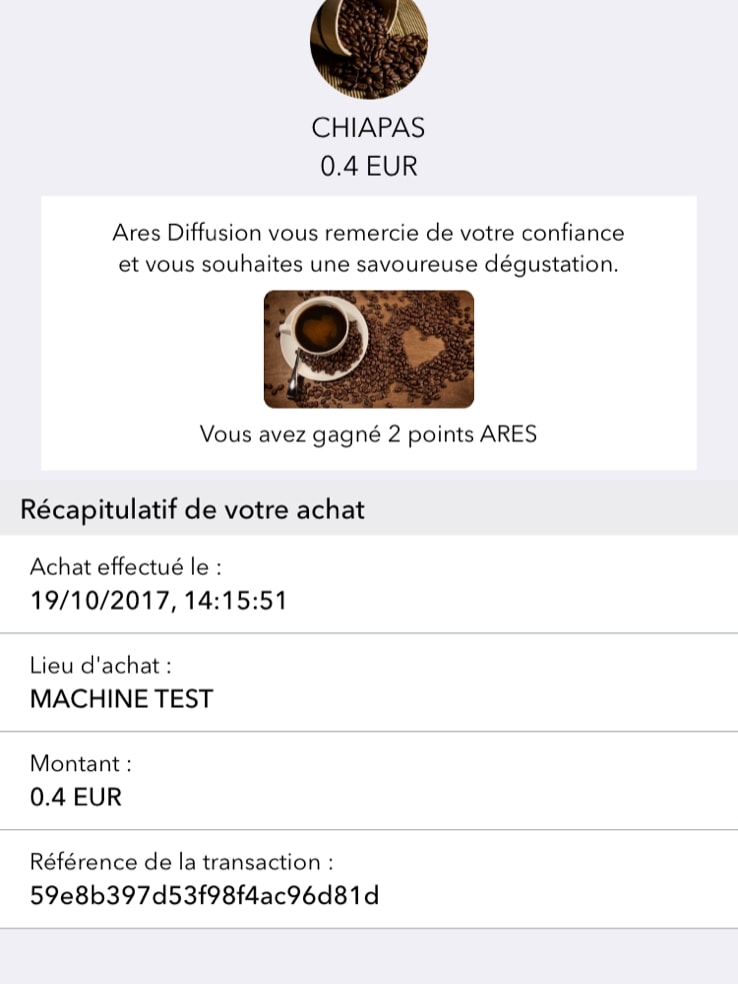 CHIAPAS
0.4 EUR
Ares Diffusion vous remercie de votre confiance
et vous souhaites une savoureuse dégustation.
Vous avez gagné 2 points ARES
Récapitulatif de votre achat
Achat effectué le :
19/10/2017, 14:15:51
Lieu d'achat :
MACHINE TEST
Montant :
0.4 EUR
Référence de la transaction :
59e8b397d53f98f4ac96d81d